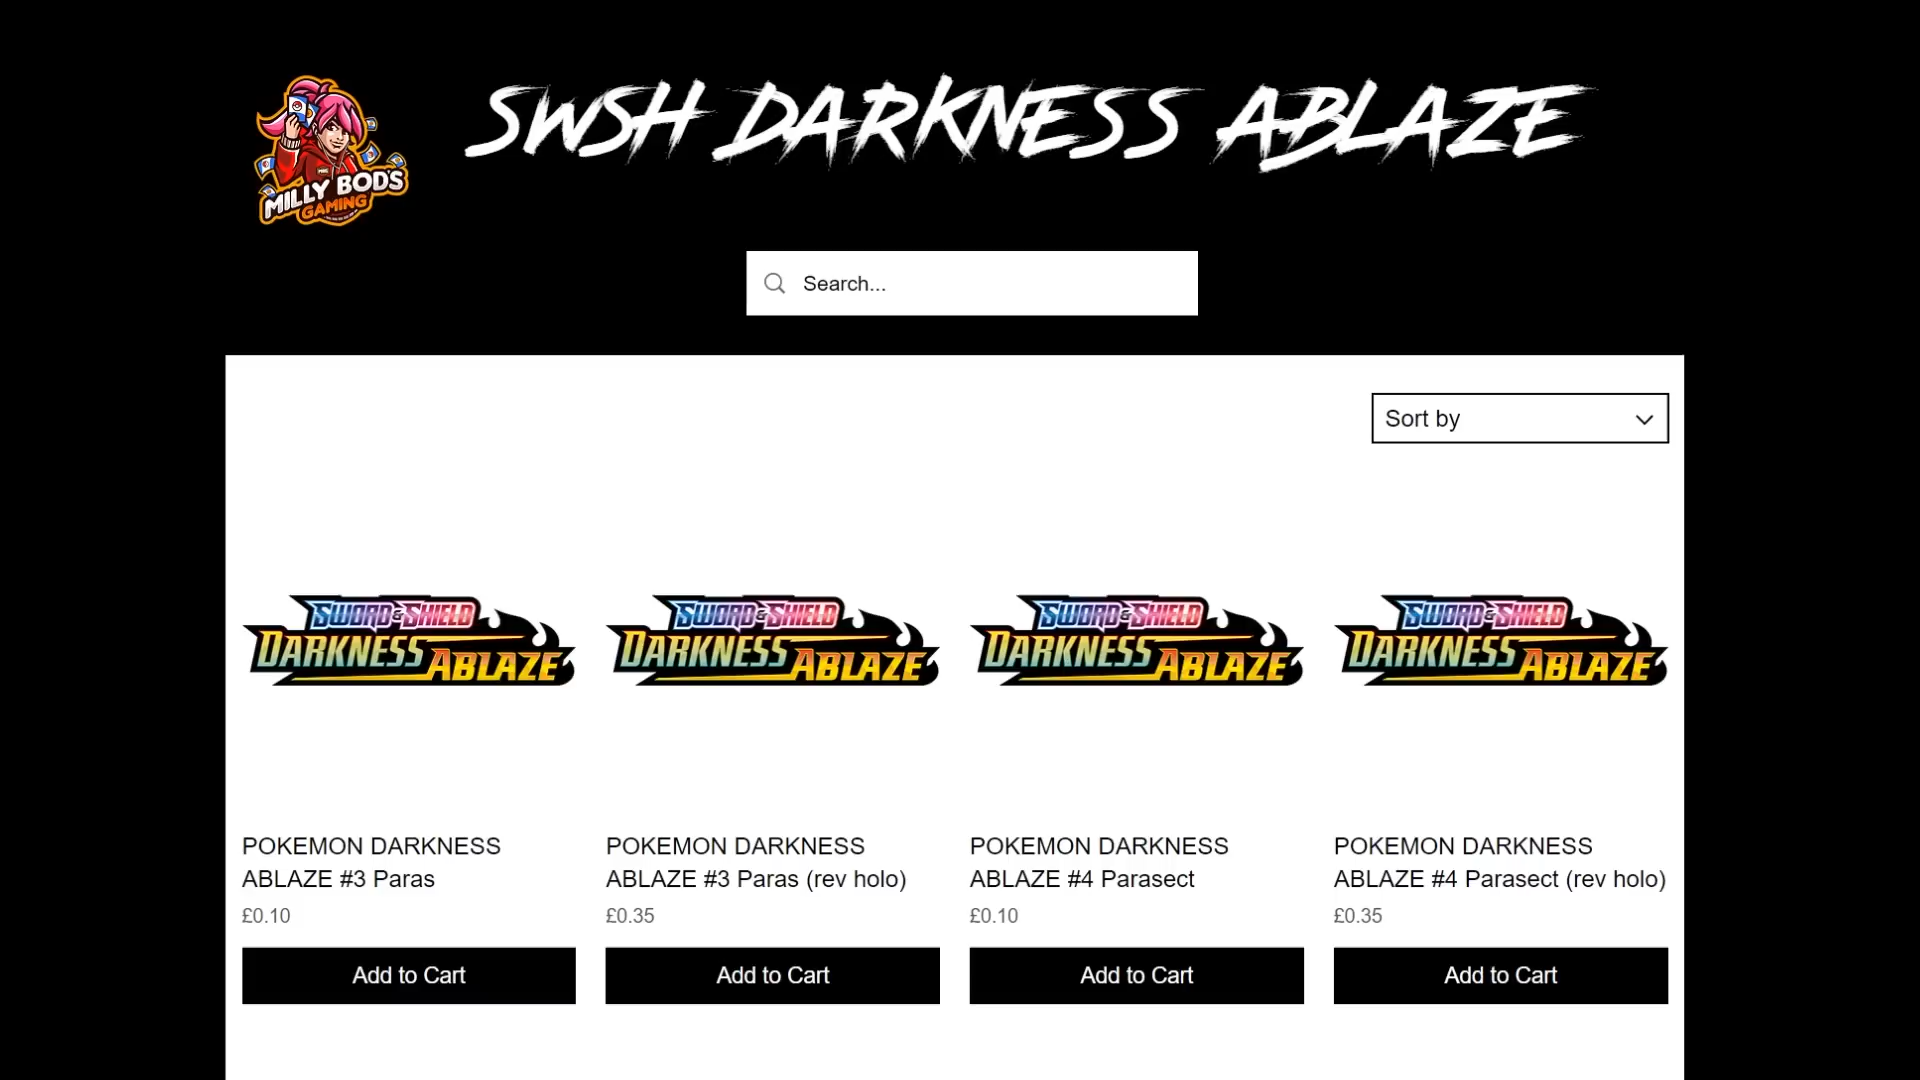 SWSH DARKNESS ABLAZE
MILLY BOD'S
GAMING
Search...
Sort by
SWORD & SHIELD
DARKNESS ABLAZE
SWORD & SHIELD
DARKNESS ABLAZE
SWORD & SHIELD
DARKNESS ABLAZE
SWORD & SHIELD
DARKNESS ABLAZE
POKEMON DARKNESS
ABLAZE #3 Paras
£0.10
Add to Cart
POKEMON DARKNESS
ABLAZE #3 Paras (rev holo)
£0.35
Add to Cart
POKEMON DARKNESS
ABLAZE #4 Parasect
£0.10
Add to Cart
POKEMON DARKNESS
ABLAZE #4 Parasect (rev holo)
£0.35
Add to Cart